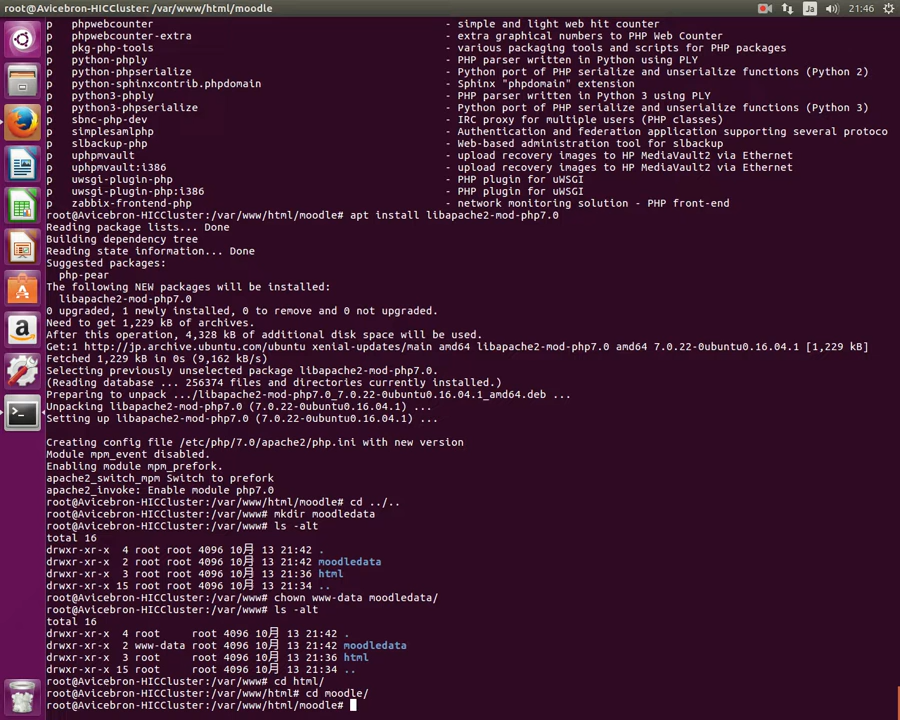 root@Avicebron-HICCluster: /var/www/html/moodle
Ja
21:46
p   phpwebcounter                   - simple and light web hit counter
p   phpwebcounter-extra             - extra graphical numbers to PHP Web Counter
p   pkg-php-tools                   - various packaging tools and scripts for PHP packages
p   python-phply                    - PHP parser written in Python using PLY
p   python-phpserialize             - Python port of PHP serialize and unserialize functions (Python 2)
p   python-sphinxcontrib.phpdomain  - Sphinx "phpdomain" extension
p   python3-phply                   - PHP parser written in Python 3 using PLY
p   python3-phpserialize            - Python port of PHP serialize and unserialize functions (Python 3)
p   sbnc-php-dev                    - IRC proxy for multiple users (PHP classes)
p   simplesamlphp                   - Authentication and federation application supporting several protoco
p   slbackup-php                    - Web-based administration tool for slbackup
p   uphpmvault                      - upload recovery images to HP MediaVault2 via Ethernet
p   uphpmvault:i386                 - upload recovery images to HP MediaVault2 via Ethernet
p   uwsgi-plugin-php                - PHP plugin for uWSGI
p   uwsgi-plugin-php:i386           - PHP plugin for uWSGI
p   zabbix-frontend-php             - network monitoring solution - PHP front-end
root@Avicebron-HICCluster:/var/www/html/moodle# apt install libapache2-mod-php7.0
Reading package lists... Done
Building dependency tree
Reading state information... Done
Suggested packages:
  php-pear
The following NEW packages will be installed:
  libapache2-mod-php7.0
0 upgraded, 1 newly installed, 0 to remove and 0 not upgraded.
Need to get 1,229 kB of archives.
After this operation, 4,328 kB of additional disk space will be used.
Get:1 http://jp.archive.ubuntu.com/ubuntu xenial-updates/main amd64 libapache2-mod-php7.0 amd64 7.0.22-0ubuntu0.16.04.1 [1,229 kB]
Fetched 1,229 kB in 0s (9,162 kB/s)
Selecting previously unselected package libapache2-mod-php7.0.
(Reading database ... 256374 files and directories currently installed.)
Preparing to unpack .../libapache2-mod-php7.0_7.0.22-0ubuntu0.16.04.1_amd64.deb ...
Unpacking libapache2-mod-php7.0 (7.0.22-0ubuntu0.16.04.1) ...
Setting up libapache2-mod-php7.0 (7.0.22-0ubuntu0.16.04.1) ...
Creating config file /etc/php/7.0/apache2/php.ini with new version
Module mpm_event disabled.
Enabling module mpm_prefork.
apache2_switch_mpm Switch to prefork
apache2_invoke: Enable module php7.0
root@Avicebron-HICCluster:/var/www/html/moodle# cd ../..
root@Avicebron-HICCluster:/var/www# mkdir moodledata
root@Avicebron-HICCluster:/var/www# ls -alt
total 16
drwxr-xr-x  4 root root 4096 10月 13 21:42 .
drwxr-xr-x  2 root root 4096 10月 13 21:42 moodledata
drwxr-xr-x  3 root root 4096 10月 13 21:36 html
drwxr-xr-x 15 root root 4096 10月 13 21:34 ..
root@Avicebron-HICCluster:/var/www# chown www-data moodledata/
root@Avicebron-HICCluster:/var/www# ls -alt
total 16
drwxr-xr-x  4 root     root 4096 10月 13 21:42 .
drwxr-xr-x  2 www-data root 4096 10月 13 21:42 moodledata
drwxr-xr-x  3 root     root 4096 10月 13 21:36 html
drwxr-xr-x 15 root     root 4096 10月 13 21:34 ..
root@Avicebron-HICCluster:/var/www# cd html/
root@Avicebron-HICCluster:/var/www/html# cd moodle/
root@Avicebron-HICCluster:/var/www/html/moodle#